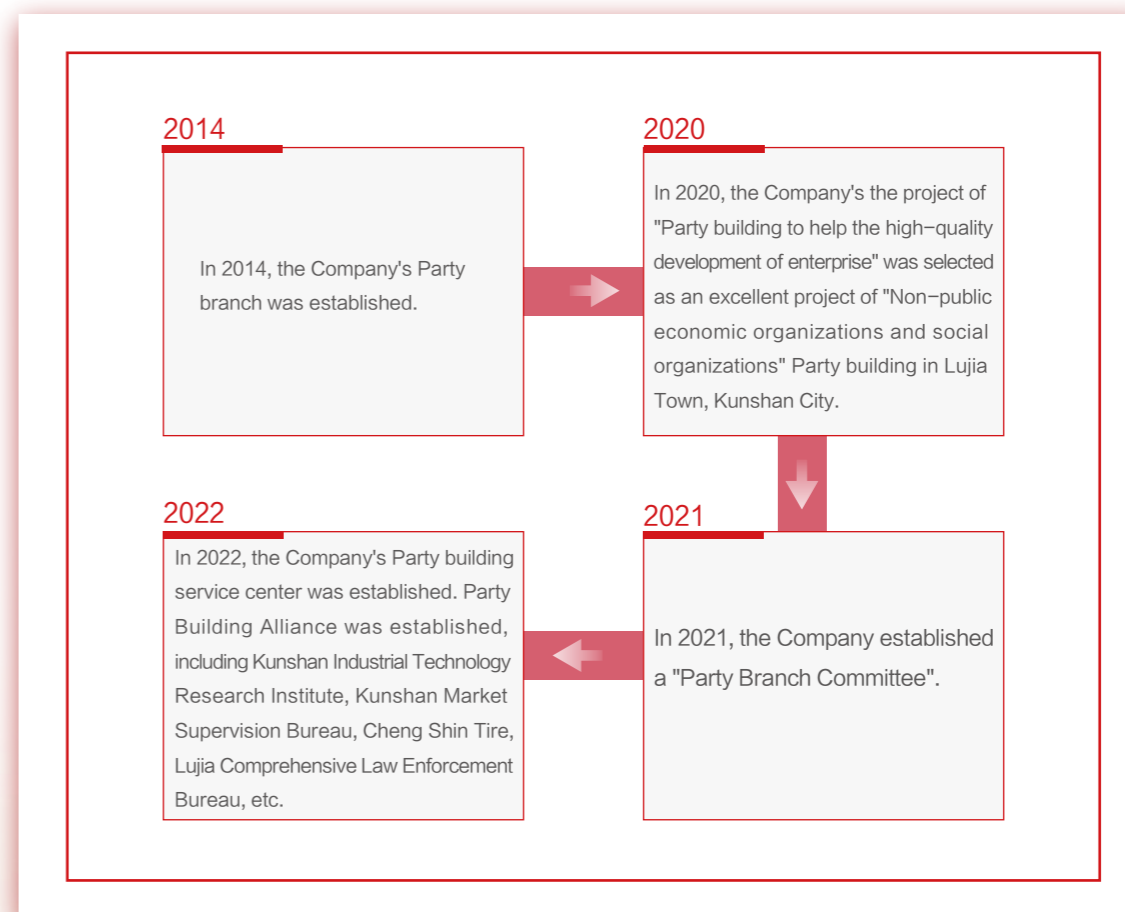 2014
In 2014, the Company's Party
branch was established.
2020
In 2020, the Company's the project of
"Party building to help the high-quality
development of enterprise" was selected
as an excellent project of "Non-public
economic organizations and social
organizations" Party building in Lujia
Town, Kunshan City.
2021
In 2021, the Company established
a "Party Branch Committee".
2022
In 2022, the Company's Party building
service center was established. Party
Building Alliance was established,
including Kunshan Industrial Technology
Research Institute, Kunshan Market
Supervision Bureau, Cheng Shin Tire,
Lujia Comprehensive Law Enforcement
Bureau, etc.